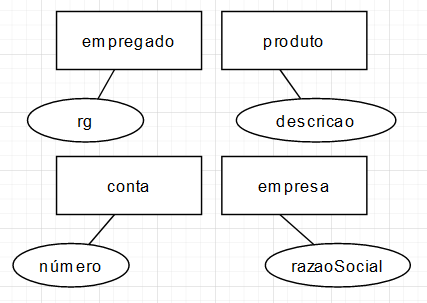 empregado
produto
rg
descricao
conta
empresa
número
razaoSocial